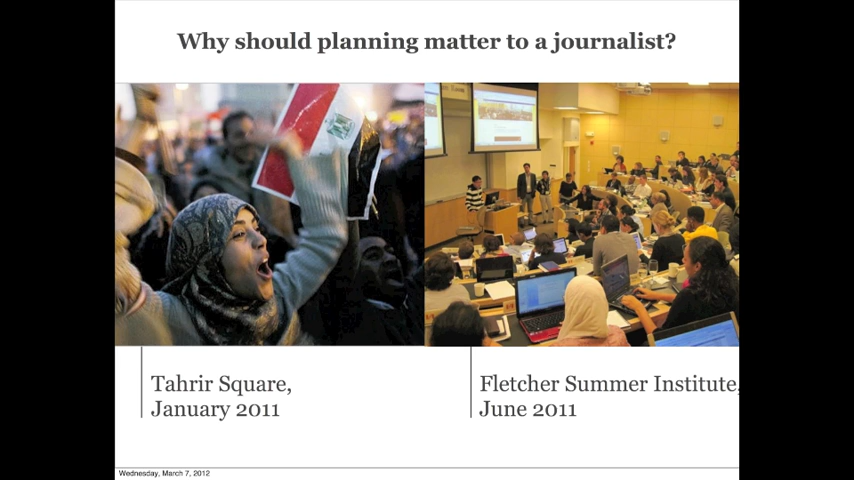 Why should planning matter to a journalist?
Tahrir Square,
January 2011
Fletcher Summer Institute,
June 2011
Wednesday, March 7, 2012